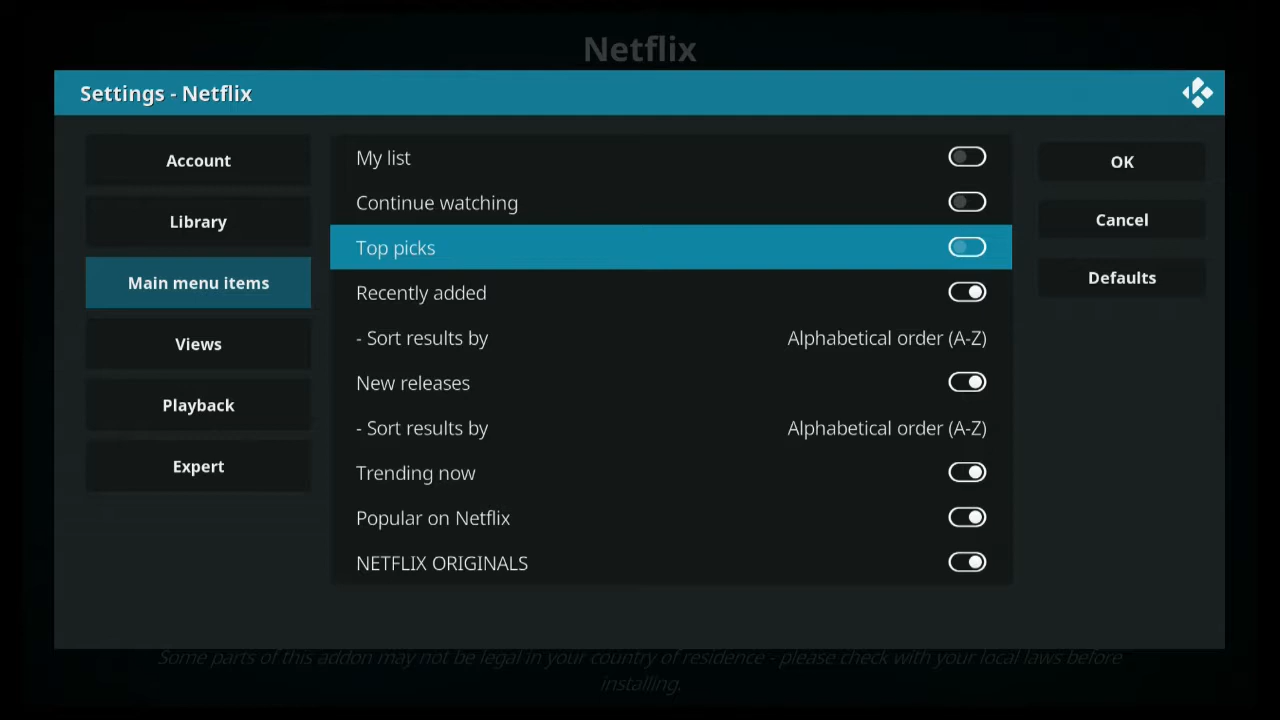 Netflix
Settings - Netflix
Account
Library
Main menu items
Views
Playback
Expert
My list
Continue watching
Top picks
Recently added
- Sort results by Alphabetical order (A-Z)
New releases
- Sort results by Alphabetical order (A-Z)
Trending now
Popular on Netflix
NETFLIX ORIGINALS
OK
Cancel
Defaults
Some parts of this addon may not be legal in your country of residence - please check with your local laws before
installing.